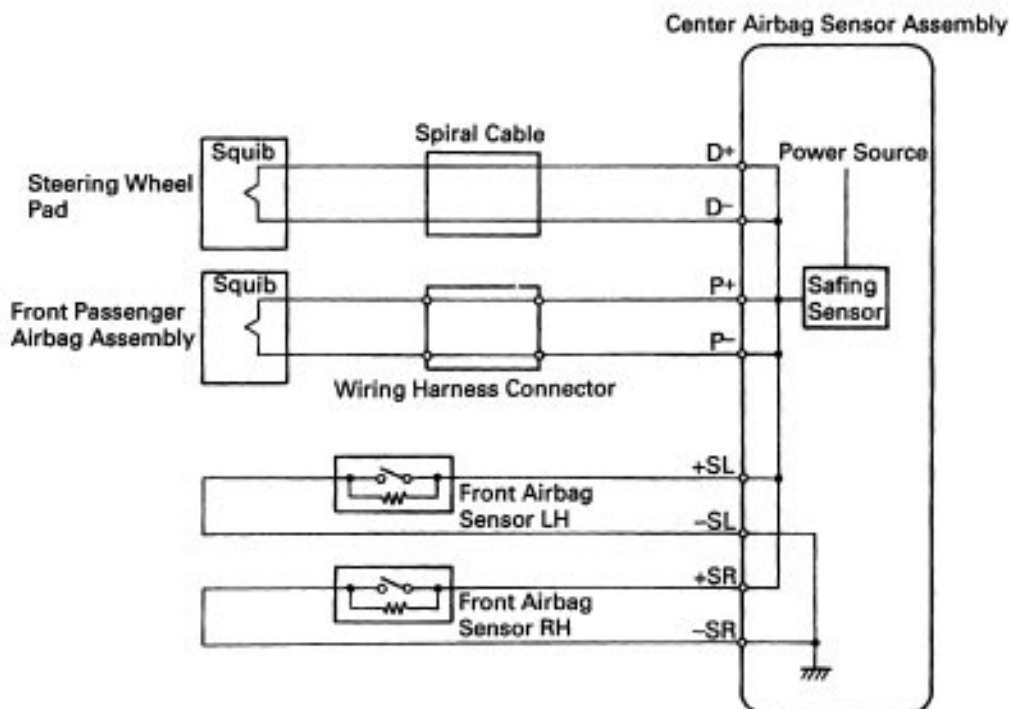 Center Airbag Sensor Assembly
Spiral Cable
Squib
D+
Power Source
Steering Wheel
Pad
D−
Squib
P+
Safing
Sensor
Front Passenger
Airbag Assembly
P−
Wiring Harness Connector
+SL
Front Airbag
Sensor LH
−SL
+SR
Front Airbag
Sensor RH
−SR